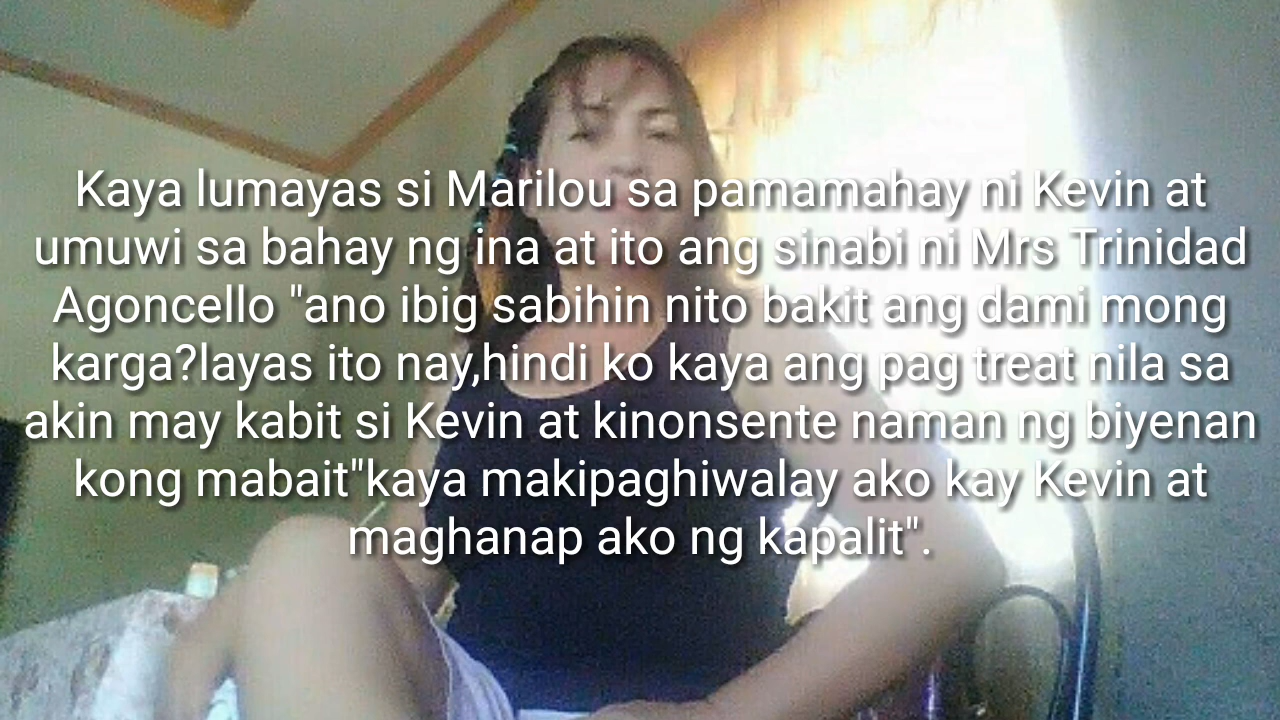 Kaya lumayas si Marilou sa pamamahay ni Kevin at
umuwi sa bahay ng ina at ito ang sinabi ni Mrs Trinidad
Agoncello "ano ibig sabihin nito bakit ang dami mong
karga?layas ito nay,hindi ko kaya ang pag treat nila sa
akin may kabit si Kevin at kinonsente naman ng biyenan
kong mabait"kaya makipaghiwalay ako kay Kevin at
maghanap ako ng kapalit".